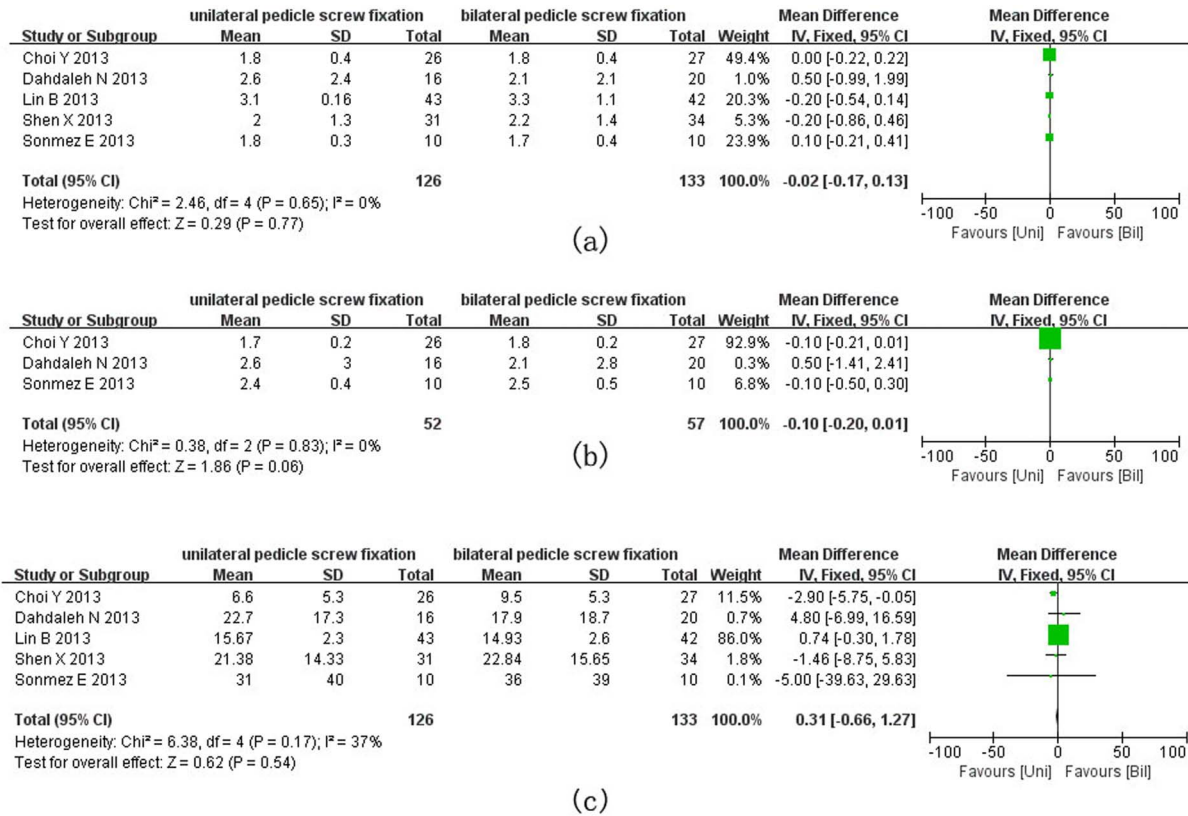 unilateral pedicle screw fixation bilateral pedicle screw fixation Mean Difference Mean Difference
Study or Subgroup Mean SD Total Mean SD Total Weight IV, Fixed, 95% CI IV, Fixed, 95% CI
Choi Y 2013 1.8 0.4 26 1.8 0.4 27 49.4% 0.00 [-0.22, 0.22]
Dahdaleh N 2013 2.6 2.4 16 2.1 2.1 20 1.0% 0.50 [-0.99, 1.99]
Lin B 2013 3.1 0.16 43 3.3 1.1 42 20.3% -0.20 [-0.54, 0.14]
Shen X 2013 2 1.3 31 2.2 1.4 34 5.3% -0.20 [-0.86, 0.46]
Sonmez E 2013 1.8 0.3 10 1.7 0.4 10 23.9% 0.10 [-0.21, 0.41]
Total (95% CI) 126 133 100.0% -0.02 [-0.17, 0.13]
Heterogeneity: Chi² = 2.46, df = 4 (P = 0.65); I² = 0%
Test for overall effect: Z = 0.29 (P = 0.77)
-100 -50 0 50 100
Favours [Uni] Favours [Bil]
(a)
unilateral pedicle screw fixation bilateral pedicle screw fixation Mean Difference Mean Difference
Study or Subgroup Mean SD Total Mean SD Total Weight IV, Fixed, 95% CI IV, Fixed, 95% CI
Choi Y 2013 1.7 0.2 26 1.8 0.2 27 92.9% -0.10 [-0.21, 0.01]
Dahdaleh N 2013 2.6 3 16 2.1 2.8 20 0.3% 0.50 [-1.41, 2.41]
Sonmez E 2013 2.4 0.4 10 2.5 0.5 10 6.8% -0.10 [-0.50, 0.30]
Total (95% CI) 52 57 100.0% -0.10 [-0.20, 0.01]
Heterogeneity: Chi² = 0.38, df = 2 (P = 0.83); I² = 0%
Test for overall effect: Z = 1.86 (P = 0.06)
-100 -50 0 50 100
Favours [Uni] Favours [Bil]
(b)
unilateral pedicle screw fixation bilateral pedicle screw fixation Mean Difference Mean Difference
Study or Subgroup Mean SD Total Mean SD Total Weight IV, Fixed, 95% CI IV, Fixed, 95% CI
Choi Y 2013 6.6 5.3 26 9.5 5.3 27 11.5% -2.90 [-5.75, -0.05]
Dahdaleh N 2013 22.7 17.3 16 17.9 18.7 20 0.7% 4.80 [-6.99, 16.59]
Lin B 2013 15.67 2.3 43 14.93 2.6 42 86.0% 0.74 [-0.30, 1.78]
Shen X 2013 21.38 14.33 31 22.84 15.65 34 1.8% -1.46 [-8.75, 5.83]
Sonmez E 2013 31 40 10 36 39 10 0.1% -5.00 [-39.63, 29.63]
Total (95% CI) 126 133 100.0% 0.31 [-0.66, 1.27]
Heterogeneity: Chi² = 6.38, df = 4 (P = 0.17); I² = 37%
Test for overall effect: Z = 0.62 (P = 0.54)
-100 -50 0 50 100
Favours [Uni] Favours [Bil]
(c)